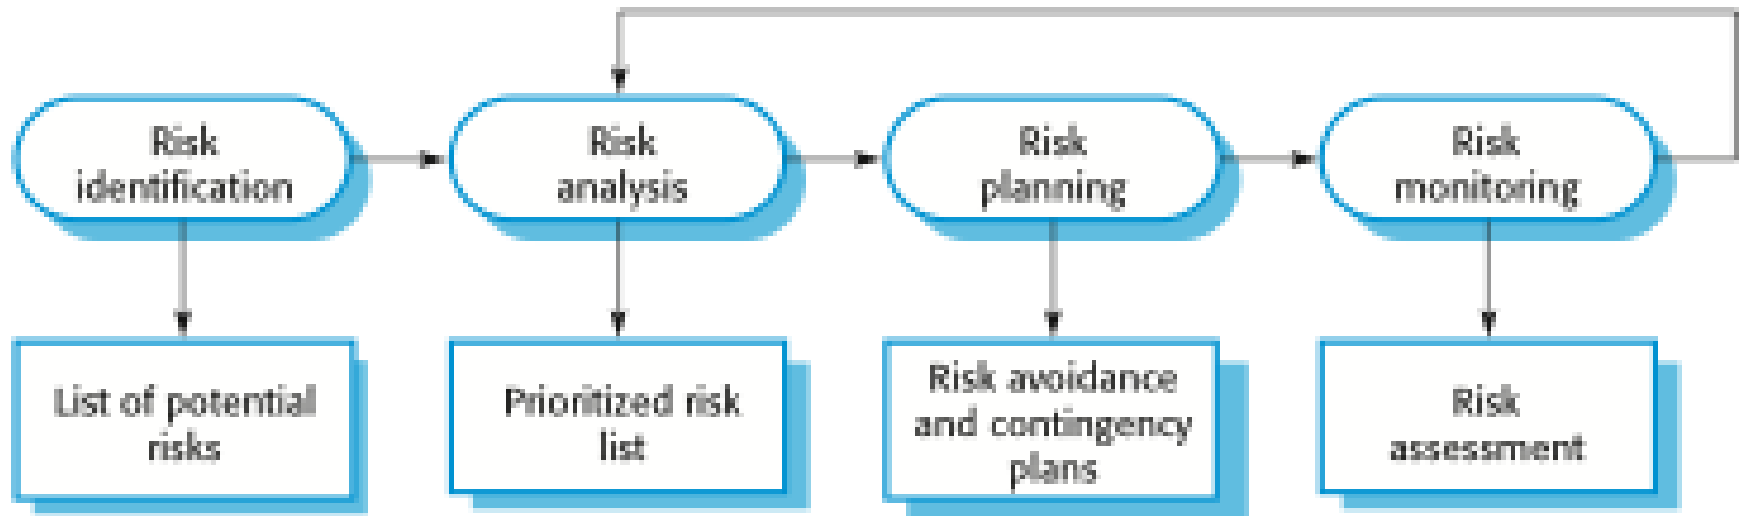 Risk
identification
Risk
analysis
Risk
planning
Risk
monitoring
List of potential
risks
Prioritized risk
list
Risk avoidance
and contingency
plans
Risk
assessment